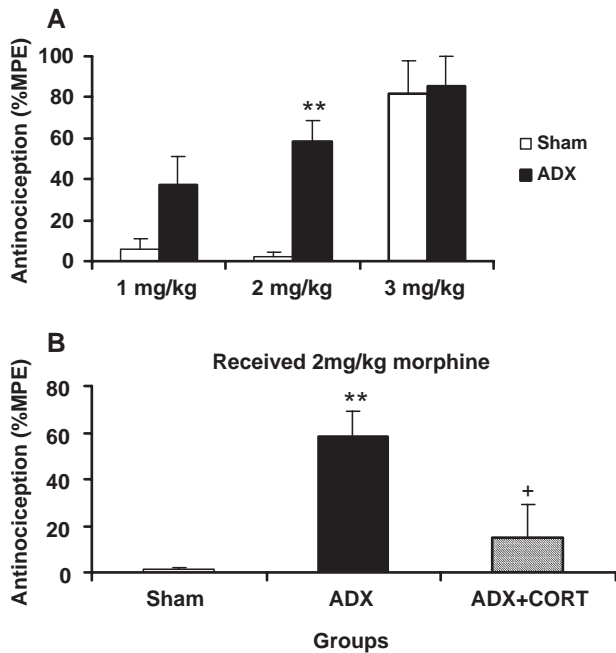 A
Antinociception (%MPE)
100
80
60
40
20
0
**
Sham
ADX
1 mg/kg 2 mg/kg 3 mg/kg
B
Received 2mg/kg morphine
Antinociception (%MPE)
80
60
40
20
0
**
+
Sham ADX ADX+CORT
Groups